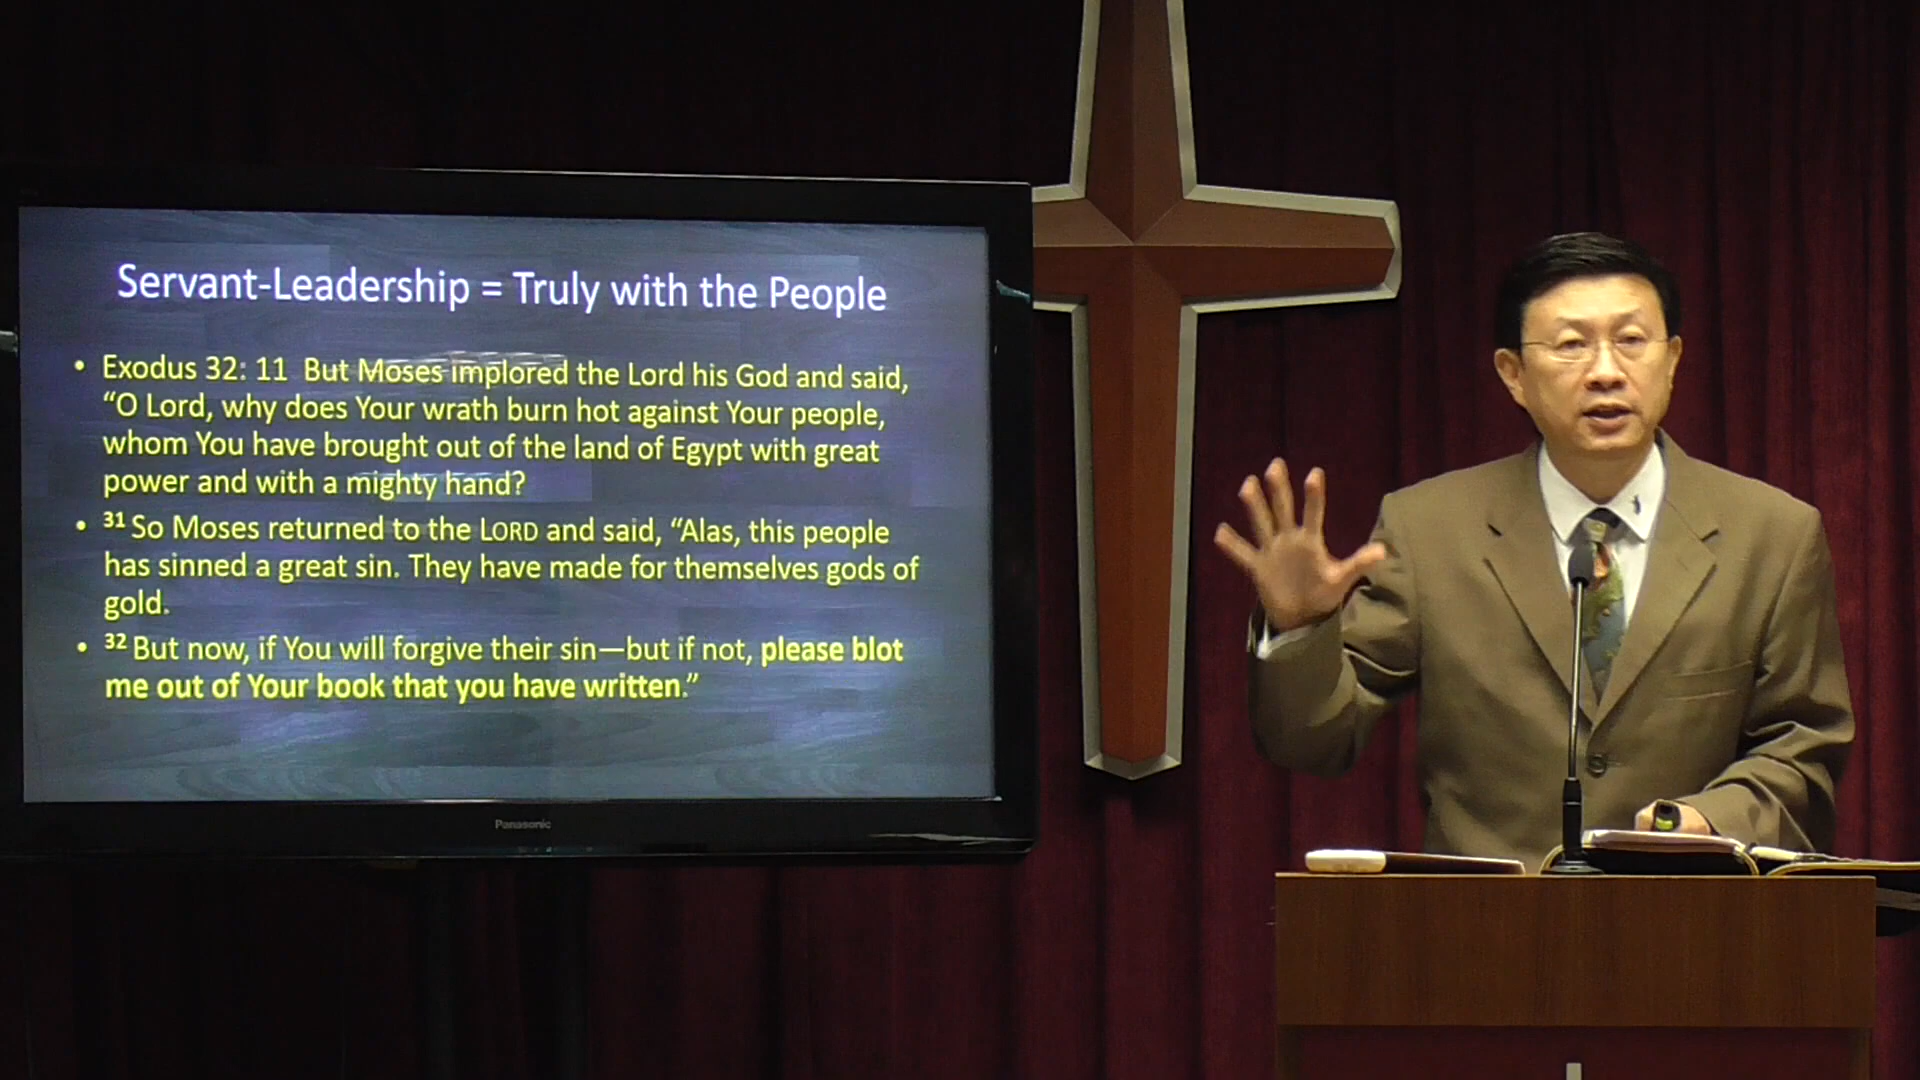 Servant-Leadership = Truly with the People
• Exodus 32: 11  But Moses implored the Lord his God and said,
“O Lord, why does Your wrath burn hot against Your people,
whom You have brought out of the land of Egypt with great
power and with a mighty hand?
• 31 So Moses returned to the LORD and said, “Alas, this people
has sinned a great sin. They have made for themselves gods of
gold.
• 32 But now, if You will forgive their sin—but if not, please blot
me out of Your book that you have written.”
Panasonic